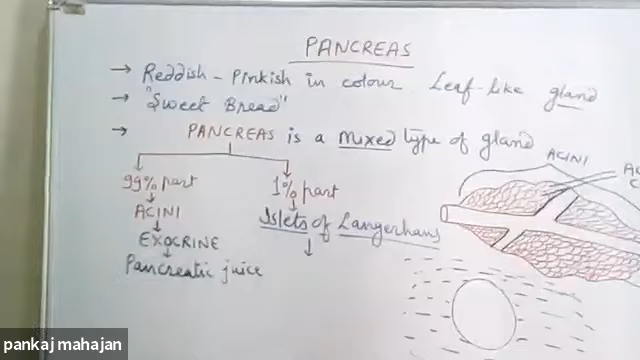 PANCREAS
→ Reddish - Pinkish in colour Leaf-like gland
→ "Sweet Bread"
→ PANCREAS is a Mixed type of gland
99% part
1% part
ACINI
Islets of Langerhans
EXOCRINE
Pancreatic juice
ACINI
pankaj mahajan